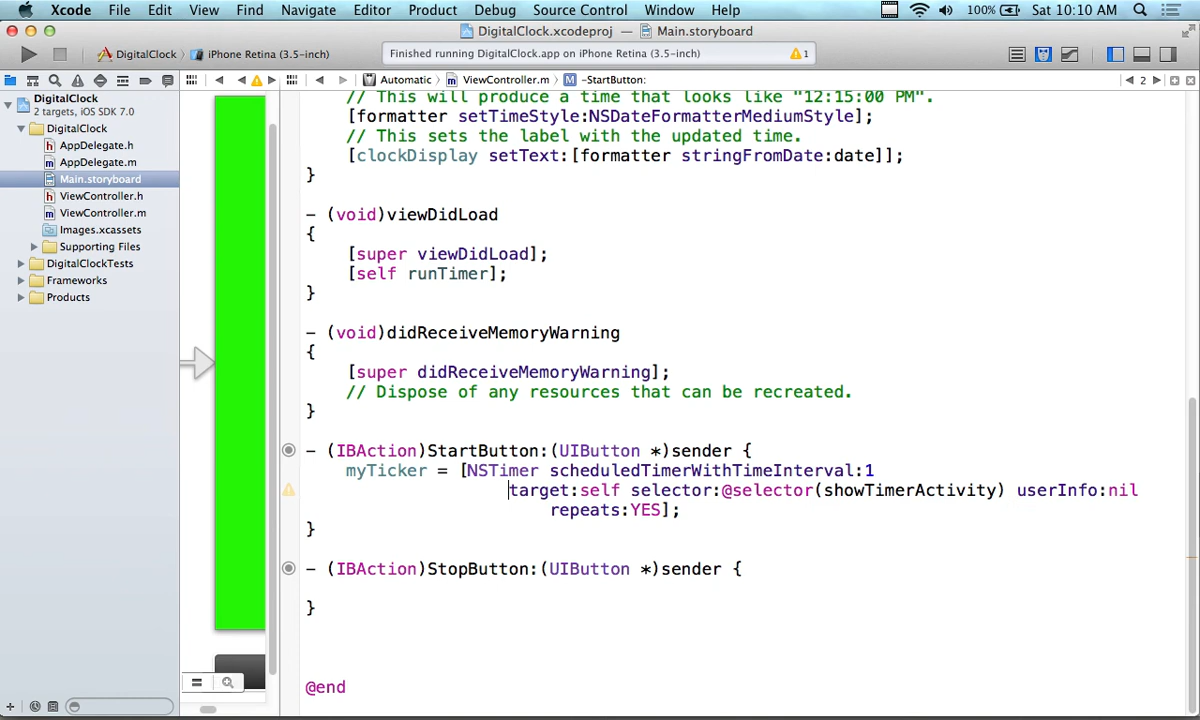 Xcode File Edit View Find Navigate Editor Product Debug Source Control Window Help 100% Sat 10:10 AM
DigitalClock.xcodeproj — Main.storyboard
DigitalClock iPhone Retina (3.5-inch) Finished running DigitalClock.app on iPhone Retina (3.5-inch) 1
Automatic ViewController.m M -StartButton: 2
DigitalClock
2 targets, iOS SDK 7.0
DigitalClock
h AppDelegate.h
m AppDelegate.m
Main.storyboard
h ViewController.h
m ViewController.m
Images.xcassets
Supporting Files
DigitalClockTests
Frameworks
Products
// This will produce a time that looks like "12:15:00 PM".
[formatter setTimeStyle:NSDateFormatterMediumStyle];
// This sets the label with the updated time.
[clockDisplay setText:[formatter stringFromDate:date]];
}
- (void)viewDidLoad
{
[super viewDidLoad];
[self runTimer];
}
- (void)didReceiveMemoryWarning
{
[super didReceiveMemoryWarning];
// Dispose of any resources that can be recreated.
}
- (IBAction)StartButton:(UIButton *)sender {
myTicker = [NSTimer scheduledTimerWithTimeInterval:1
target:self selector:@selector(showTimerActivity) userInfo:nil
repeats:YES];
}
- (IBAction)StopButton:(UIButton *)sender {
}
@end